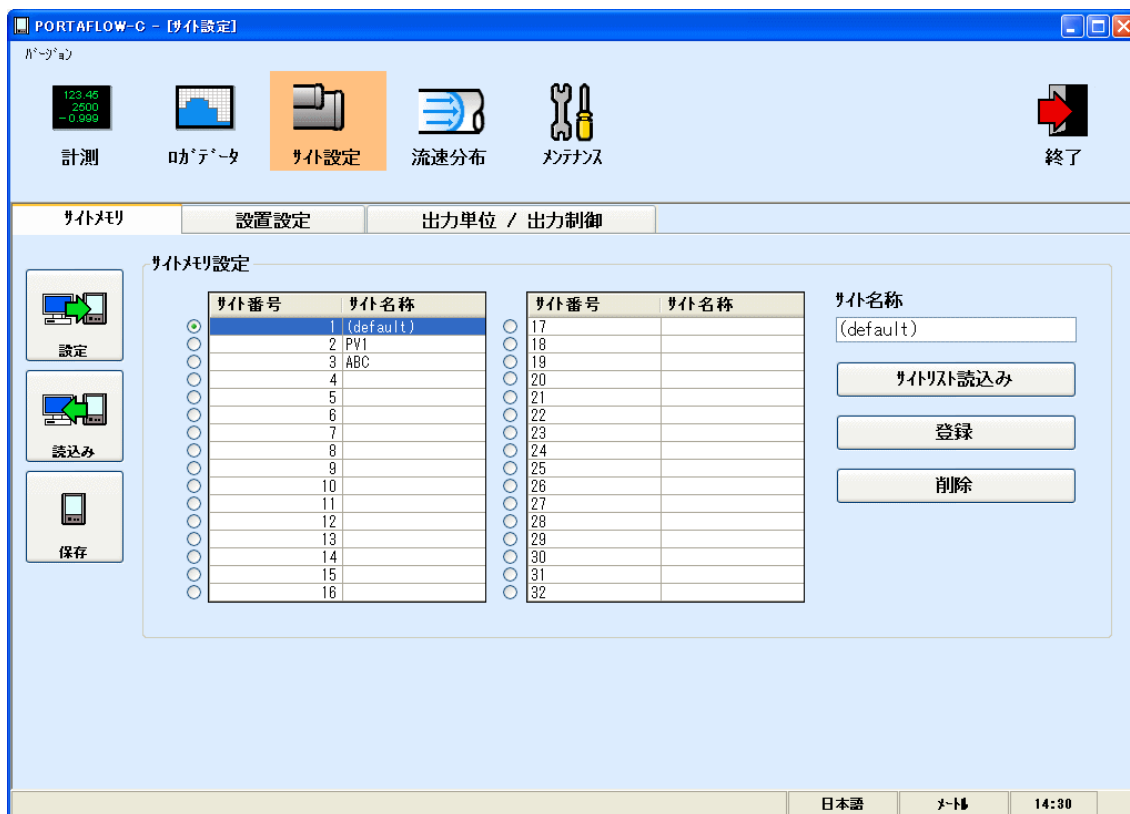 PORTAFLOW-C - [ｻｲﾄ設定]
ﾊﾞｰｼﾞｮﾝ
123.45
2500
-0.999
計測 ﾛｶﾞﾃﾞｰﾀ ｻｲﾄ設定 流速分布 ﾒﾝﾃﾅﾝｽ 終了
ｻｲﾄﾒﾓﾘ 設置設定 出力単位 / 出力制御
設定
読込み
保存
ｻｲﾄﾒﾓﾘ設定
ｻｲﾄ番号 ｻｲﾄ名称
1 (default)
2 PV1
3 ABC
4
5
6
7
8
9
10
11
12
13
14
15
16
ｻｲﾄ番号 ｻｲﾄ名称
17
18
19
20
21
22
23
24
25
26
27
28
29
30
31
32
ｻｲﾄ名称
(default)
ｻｲﾄﾘｽﾄ読込み
登録
削除
日本語 ﾒｰﾄﾙ 14:30